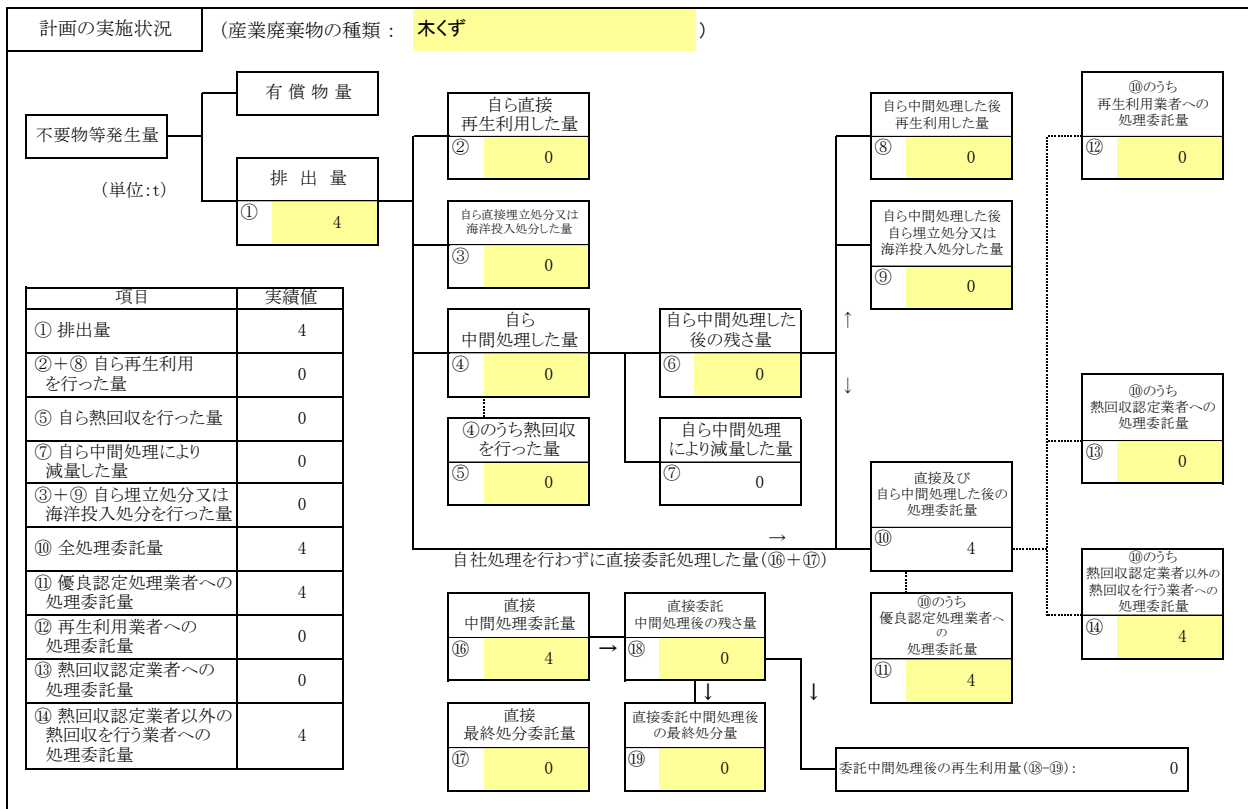 計画の実施状況
(産業廃棄物の種類： 木くず )
不要物等発生量
(単位:t)
有償物量
排出量
① 4
自ら直接
再生利用した量
② 0
自ら直接埋立処分又は
海洋投入処分した量
③ 0
自ら
中間処理した量
④ 0
④のうち熱回収
を行った量
⑤ 0
自ら中間処理した
後の残さ量
⑥ 0
自ら中間処理
により減量した量
⑦ 0
自ら中間処理した後
再生利用した量
⑧ 0
自ら中間処理した後
自ら埋立処分又は
海洋投入処分した量
⑨ 0
↑
↓
直接及び
自ら中間処理した後の
処理委託量
⑩ 4
⑩のうち
優良認定処理業者へ
の
処理委託量
⑪ 4
⑩のうち
再生利用業者への
処理委託量
⑫ 0
⑩のうち
熱回収認定業者への
処理委託量
⑬ 0
⑩のうち
熱回収認定業者以外の
熱回収を行う業者への
処理委託量
⑭ 4
→
自社処理を行わずに直接委託処理した量(⑯+⑰)
直接
中間処理委託量
⑯ 4
→
直接委託
中間処理後の残さ量
⑱ 0
↓
↓
直接
最終処分委託量
⑰ 0
直接委託中間処理後
の最終処分量
⑲ 0
委託中間処理後の再生利用量(⑱-⑲)： 0
項目 実績値
① 排出量 4
②+⑧ 自ら再生利用
を行った量 0
⑤ 自ら熱回収を行った量 0
⑦ 自ら中間処理により
減量した量 0
③+⑨ 自ら埋立処分又は
海洋投入処分を行った量 0
⑩ 全処理委託量 4
⑪ 優良認定処理業者への
処理委託量 4
⑫ 再生利用業者への
処理委託量 0
⑬ 熱回収認定業者への
処理委託量 0
⑭ 熱回収認定業者以外の
熱回収を行う業者への
処理委託量 4